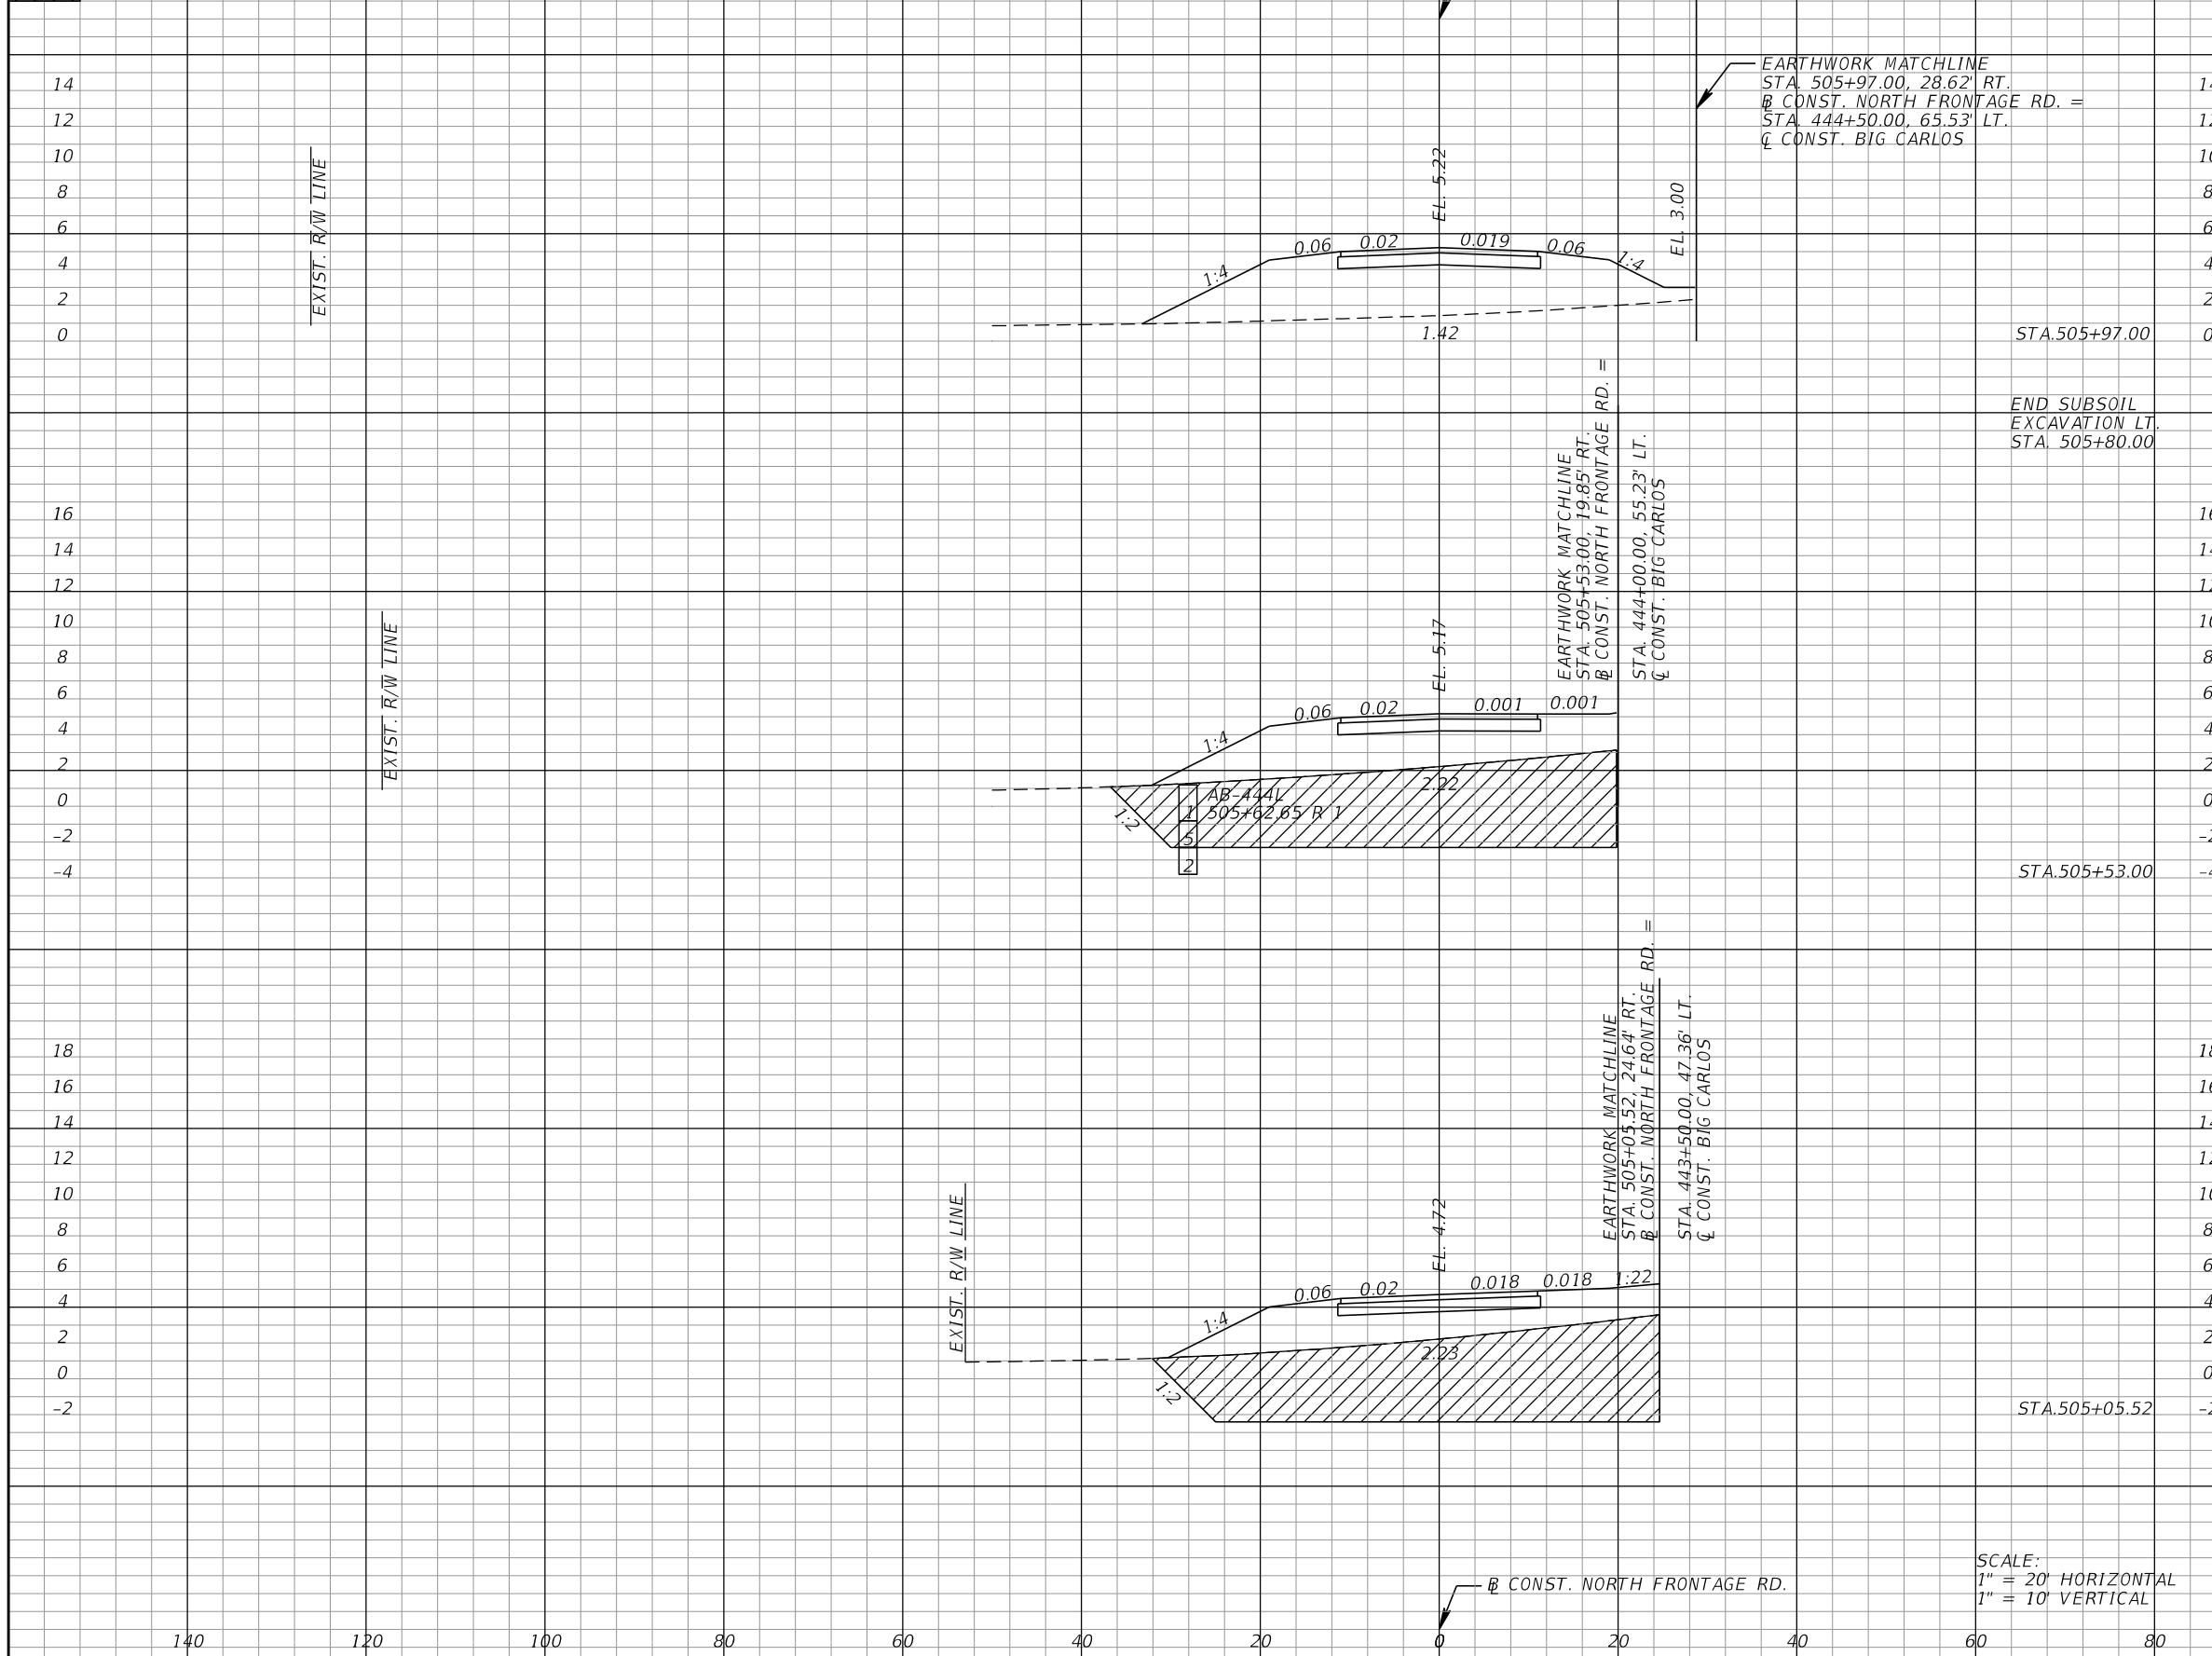 EARTHWORK MATCHLINE
STA. 505+97.00, 28.62' RT.
℄ CONST. NORTH FRONTAGE RD. =
STA. 444+50.00, 65.53' LT.
℄ CONST. BIG CARLOS
14
12
10
8
6
4
2
0
EXIST. R/W LINE
EL. 5.22
EL. 3.00
1:4
0.06
0.02
0.019
0.06
1:4
1.42
STA.505+97.00
END SUBSOIL
EXCAVATION LT.
STA. 505+80.00
16
14
12
10
8
6
4
2
0
-2
-4
EXIST. R/W LINE
EARTHWORK MATCHLINE
STA. 505+53.00, 19.85' RT.
BL CONST. NORTH FRONTAGE RD. =
STA. 444+00.00, 55.23' LT.
℄ CONST. BIG CARLOS
EL. 5.17
1:4
0.06
0.02
0.001
0.001
2.22
1:2
AB-444L
505+62.65 R 1
1
5
2
STA.505+53.00
18
16
14
12
10
8
6
4
2
0
-2
EXIST. R/W LINE
EARTHWORK MATCHLINE
STA. 505+05.52, 24.64' RT.
BL CONST. NORTH FRONTAGE RD. =
STA. 443+50.00, 47.36' LT.
℄ CONST. BIG CARLOS
EL. 4.72
1:4
0.06
0.02
0.018
0.018
1:22
2.23
1:2
STA.505+05.52
BL CONST. NORTH FRONTAGE RD.
SCALE:
1" = 20' HORIZONTAL
1" = 10' VERTICAL
140 120 100 80 60 40 20 0 20 40 60 80